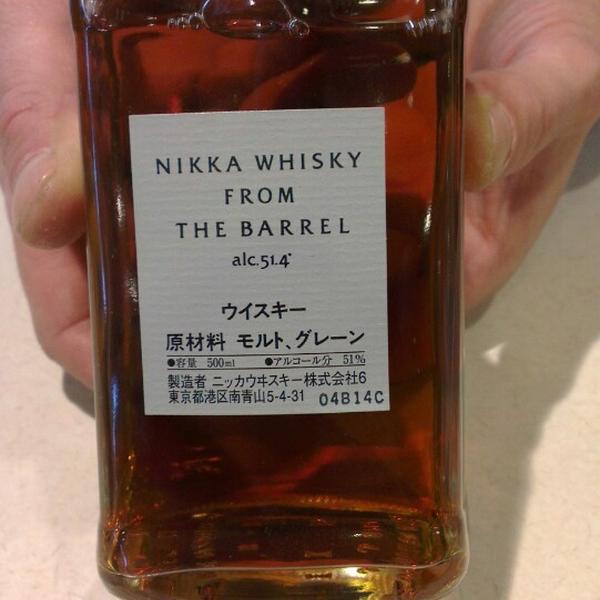 NIKKA WHISKY
FROM
THE BARREL
alc.51.4°
ウイスキー
原材料 モルト、グレーン
●容量 500ml ●アルコール分 51%
製造者 ニッカウヰスキー株式会社6
東京都港区南青山5-4-31 04B14C